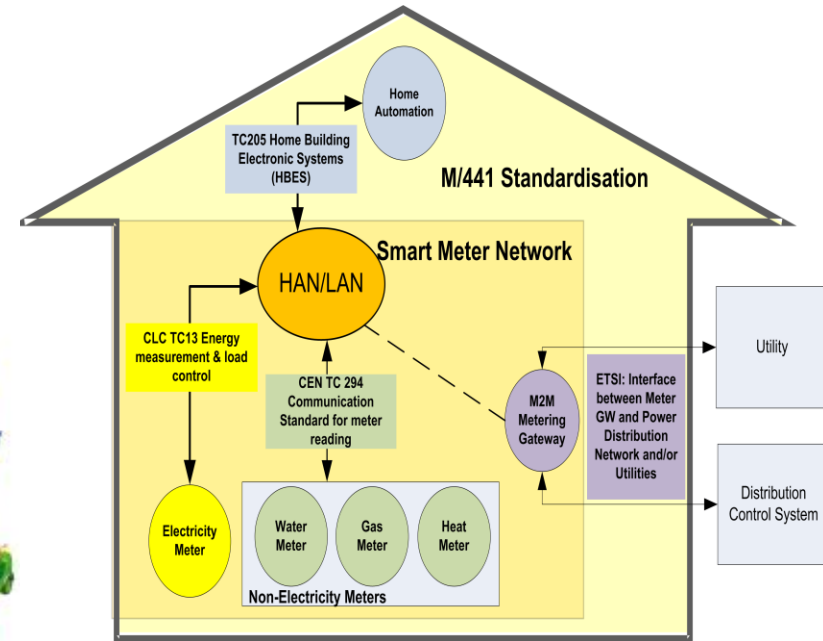 Home
Automation
TC205 Home Building
Electronic Systems
(HBES)
M/441 Standardisation
Smart Meter Network
HAN/LAN
CLC TC13 Energy
measurement & load
control
CEN TC 294
Communication
Standard for meter
reading
M2M
Metering
Gateway
ETSI: Interface
between Meter
GW and Power
Distribution
Network and/or
Utilities
Utility
Distribution
Control System
Electricity
Meter
Water
Meter
Gas
Meter
Heat
Meter
Non-Electricity Meters